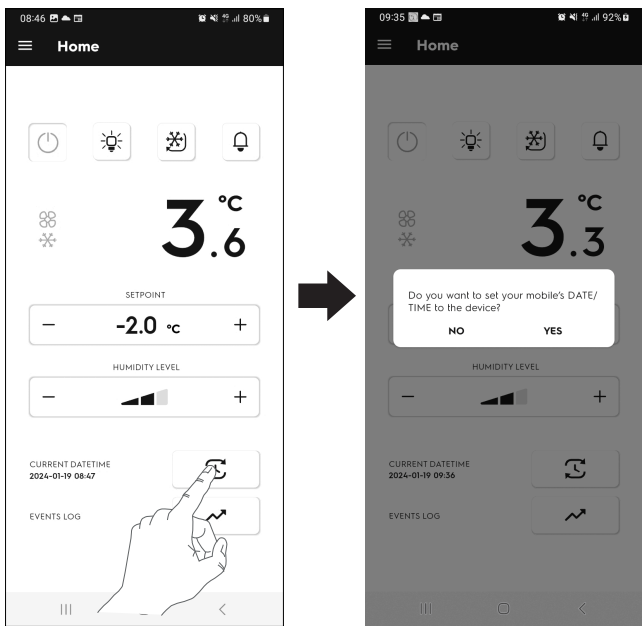 08:46 4G 80%
Home
3.6 °C
SETPOINT
− -2.0 °C +
HUMIDITY LEVEL
− +
CURRENT DATETIME
2024-01-19 08:47
EVENTS LOG
09:35 4G 92%
Home
3.3 °C
Do you want to set your mobile's DATE/
TIME to the device?
NO YES
HUMIDITY LEVEL
− +
CURRENT DATETIME
2024-01-19 09:36
EVENTS LOG